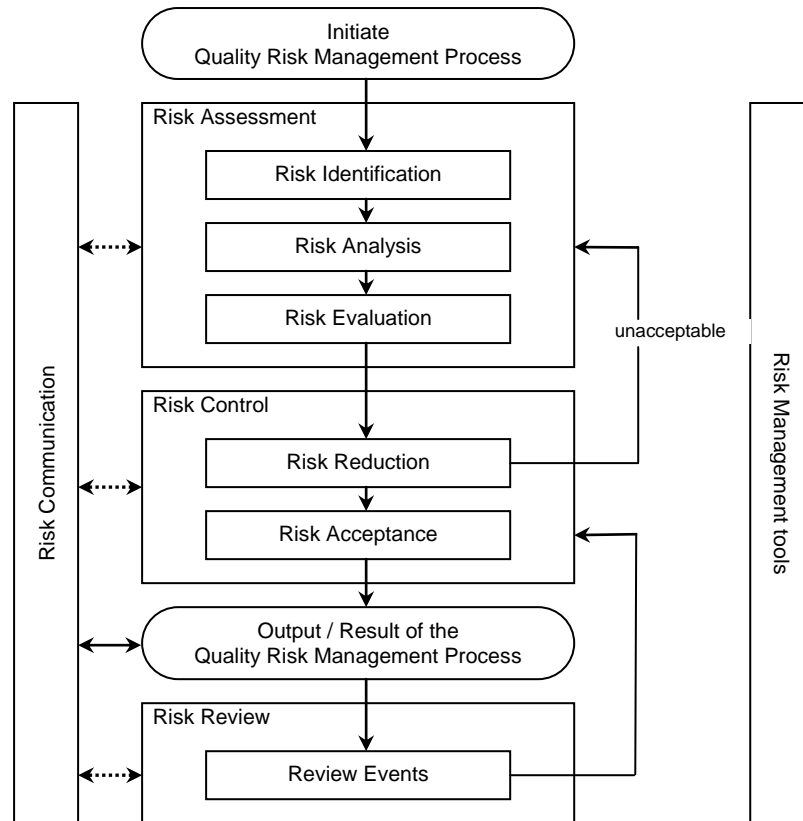 Initiate
Quality Risk Management Process
Risk Assessment
Risk Identification
Risk Analysis
Risk Evaluation
unacceptable
Risk Communication
Risk Management tools
Risk Control
Risk Reduction
Risk Acceptance
Output / Result of the
Quality Risk Management Process
Risk Review
Review Events